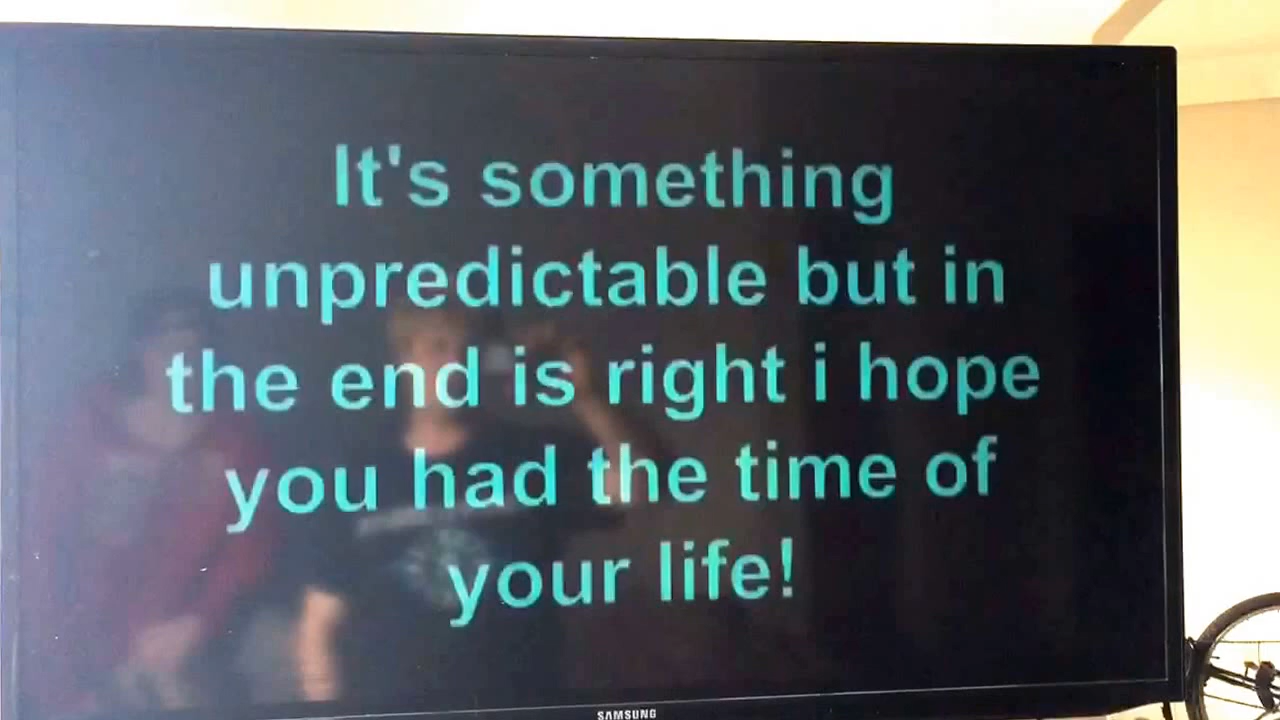 It's something
unpredictable but in
the end is right i hope
you had the time of
your life!
SAMSUNG